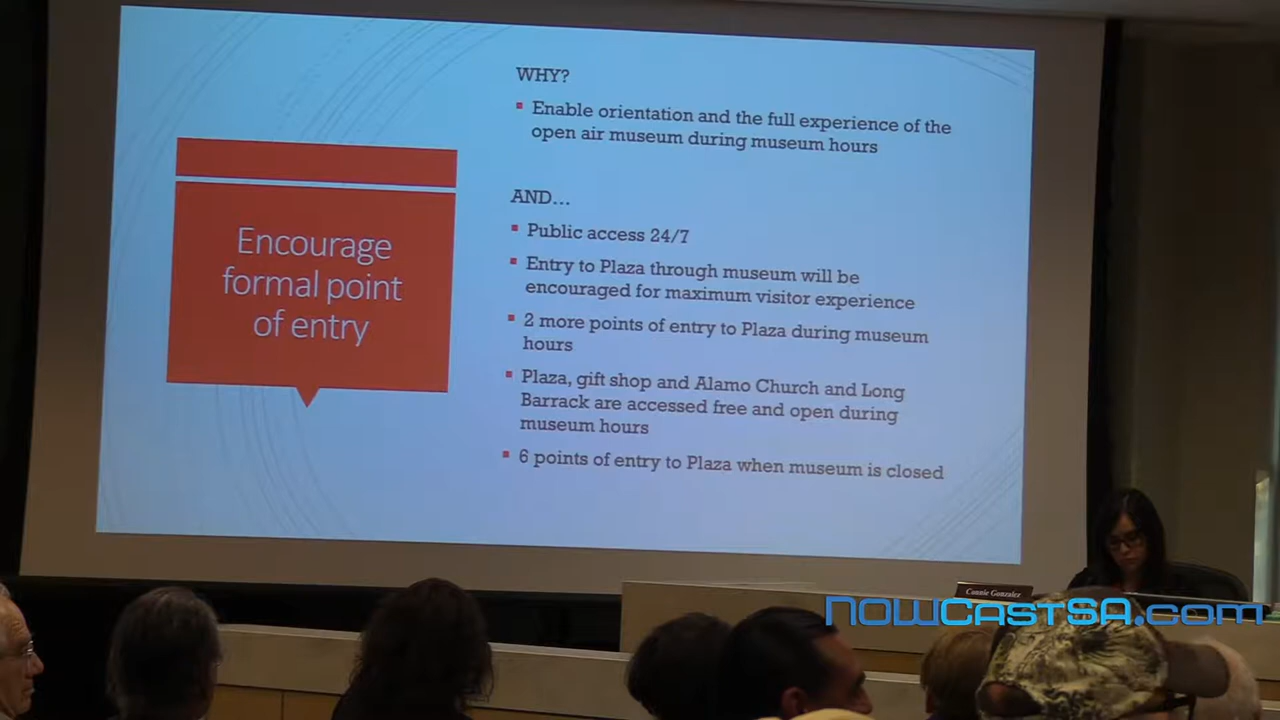 WHY?
Enable orientation and the full experience of the
open air museum during museum hours
AND...
Public access 24/7
Entry to Plaza through museum will be
encouraged for maximum visitor experience
2 more points of entry to Plaza during museum
hours
Plaza, gift shop and Alamo Church and Long
Barrack are accessed free and open during
museum hours
6 points of entry to Plaza when museum is closed
Encourage
formal point
of entry
Connie Gonzalez
NOWCASTSA.com